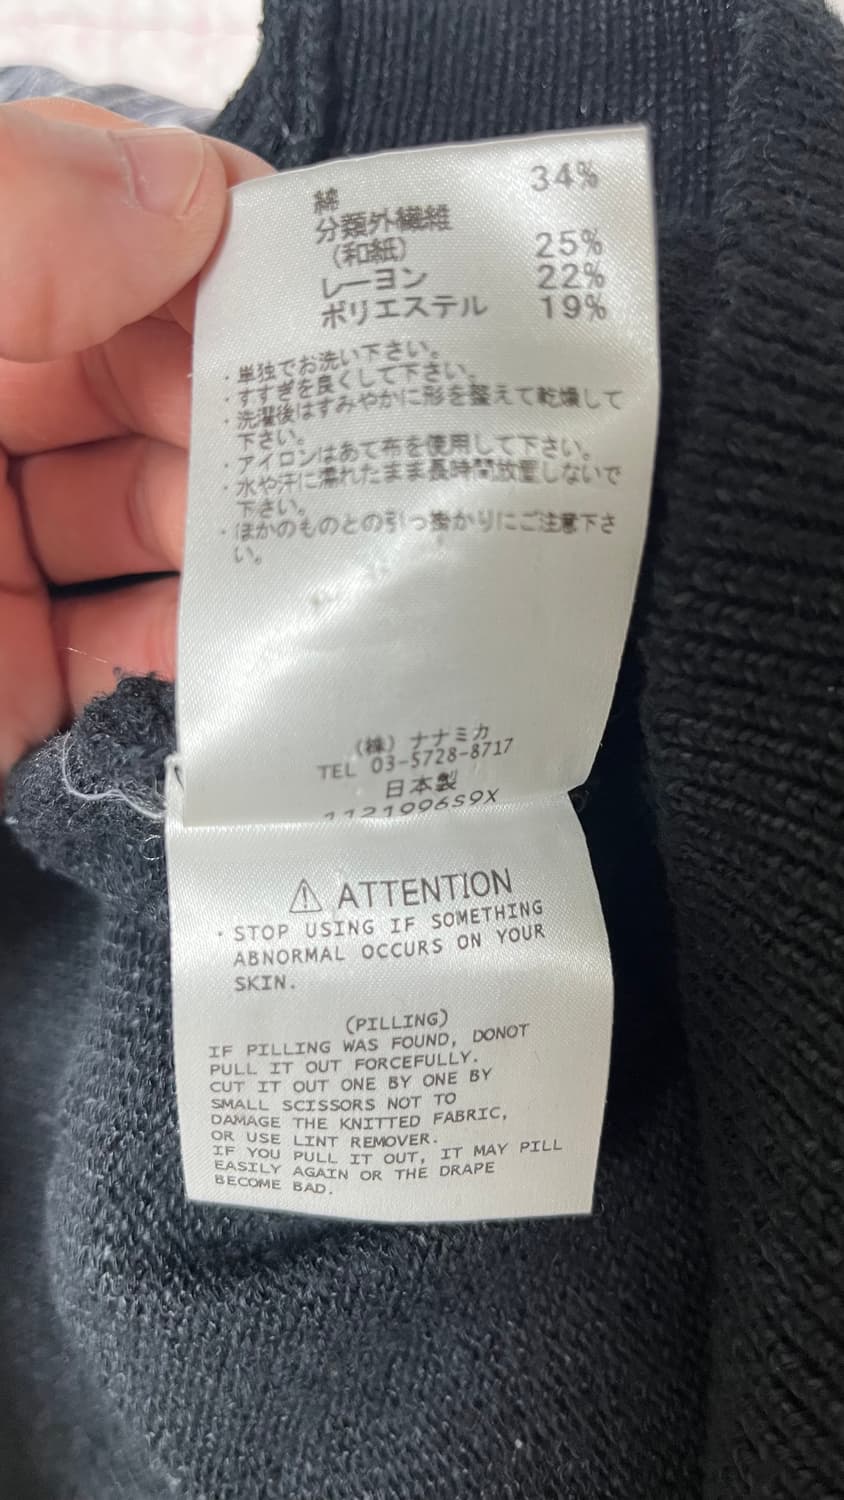 綿 34%
分類外繊維
(和紙) 25%
レーヨン 22%
ポリエステル 19%
・単独でお洗い下さい。
・すすぎを良くして下さい。
・洗濯後はすみやかに形を整えて乾燥して
下さい。
・アイロンはあて布を使用して下さい。
・水や汗に濡れたまま長時間放置しないで
下さい。
・ほかのものとの引っ掛かりにご注意下さ
い。
(株) ナナミカ
TEL 03-5728-8717
日本製
1121996S9X
⚠ ATTENTION
・STOP USING IF SOMETHING
ABNORMAL OCCURS ON YOUR
SKIN.
(PILLING)
IF PILLING WAS FOUND, DONOT
PULL IT OUT FORCEFULLY.
CUT IT OUT ONE BY ONE BY
SMALL SCISSORS NOT TO
DAMAGE THE KNITTED FABRIC,
OR USE LINT REMOVER.
IF YOU PULL IT OUT, IT MAY PILL
EASILY AGAIN OR THE DRAPE
BECOME BAD.